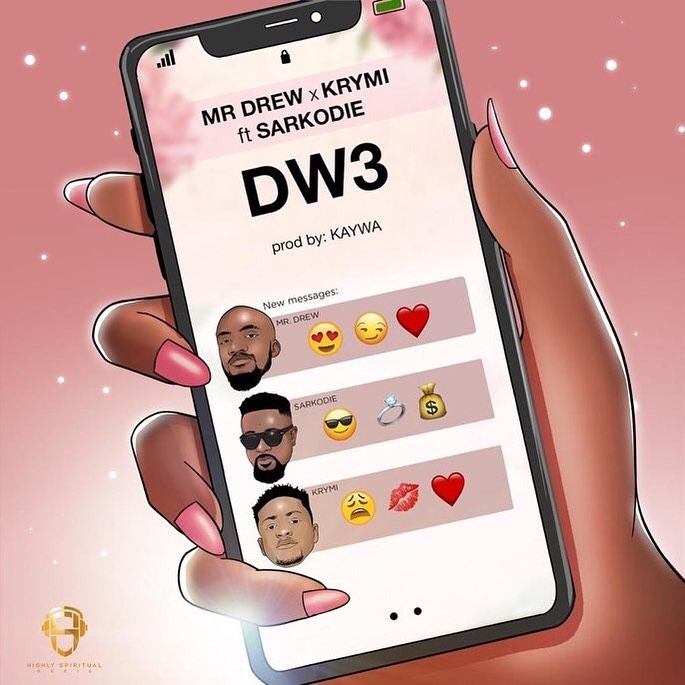 MR DREW x KRYMI
ft SARKODIE
DW3
prod by: KAYWA
New messages:
MR. DREW
SARKODIE
KRYMI
HIGHLY SPIRITUAL
MUSIC